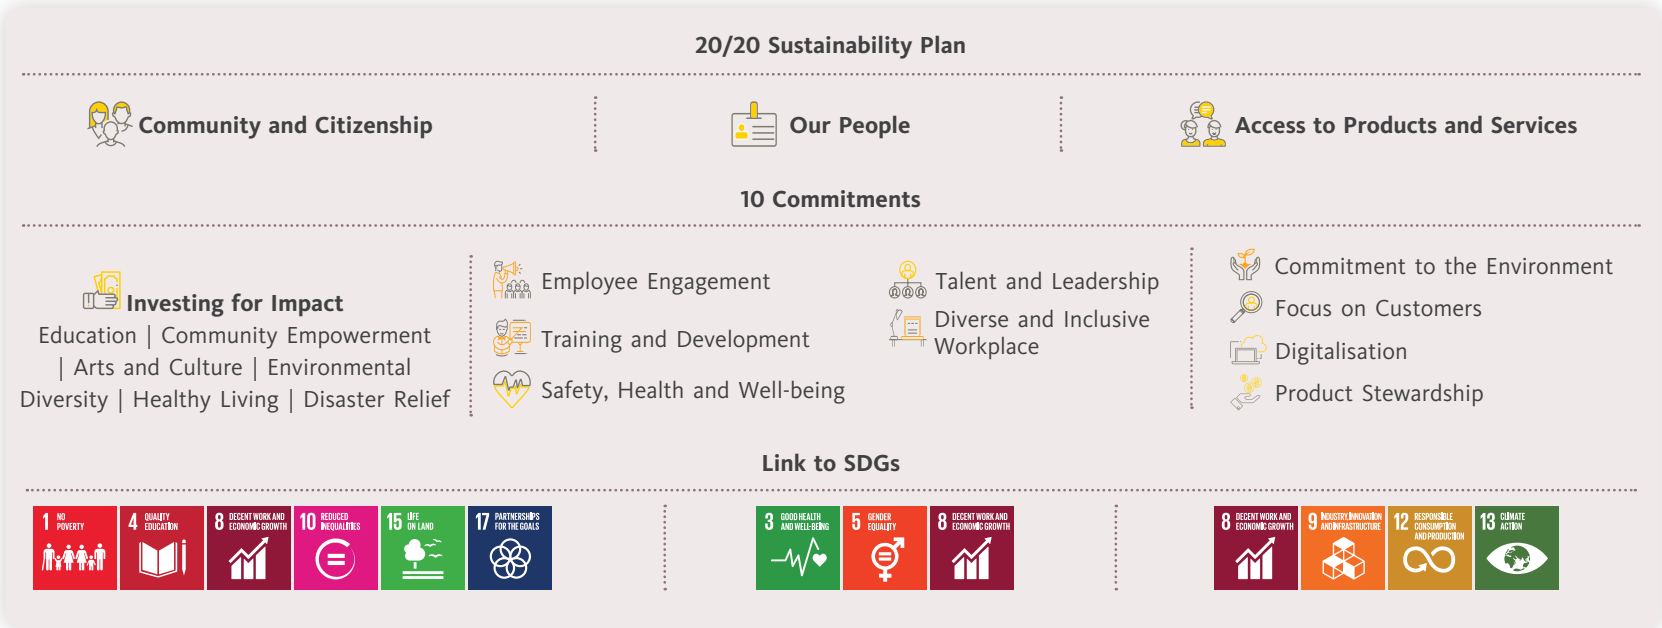 20/20 Sustainability Plan
Community and Citizenship
Our People
Access to Products and Services
10 Commitments
Investing for Impact
Education | Community Empowerment
| Arts and Culture | Environmental
Diversity | Healthy Living | Disaster Relief
Employee Engagement
Training and Development
Safety, Health and Well-being
Talent and Leadership
Diverse and Inclusive
Workplace
Commitment to the Environment
Focus on Customers
Digitalisation
Product Stewardship
Link to SDGs
1 NO
POVERTY
4 QUALITY
EDUCATION
8 DECENT WORK AND
ECONOMIC GROWTH
10 REDUCED
INEQUALITIES
15 LIFE
ON LAND
17 PARTNERSHIPS
FOR THE GOALS
3 GOOD HEALTH
AND WELL-BEING
5 GENDER
EQUALITY
8 DECENT WORK AND
ECONOMIC GROWTH
8 DECENT WORK AND
ECONOMIC GROWTH
9 INDUSTRY, INNOVATION
AND INFRASTRUCTURE
12 RESPONSIBLE
CONSUMPTION
AND PRODUCTION
13 CLIMATE
ACTION